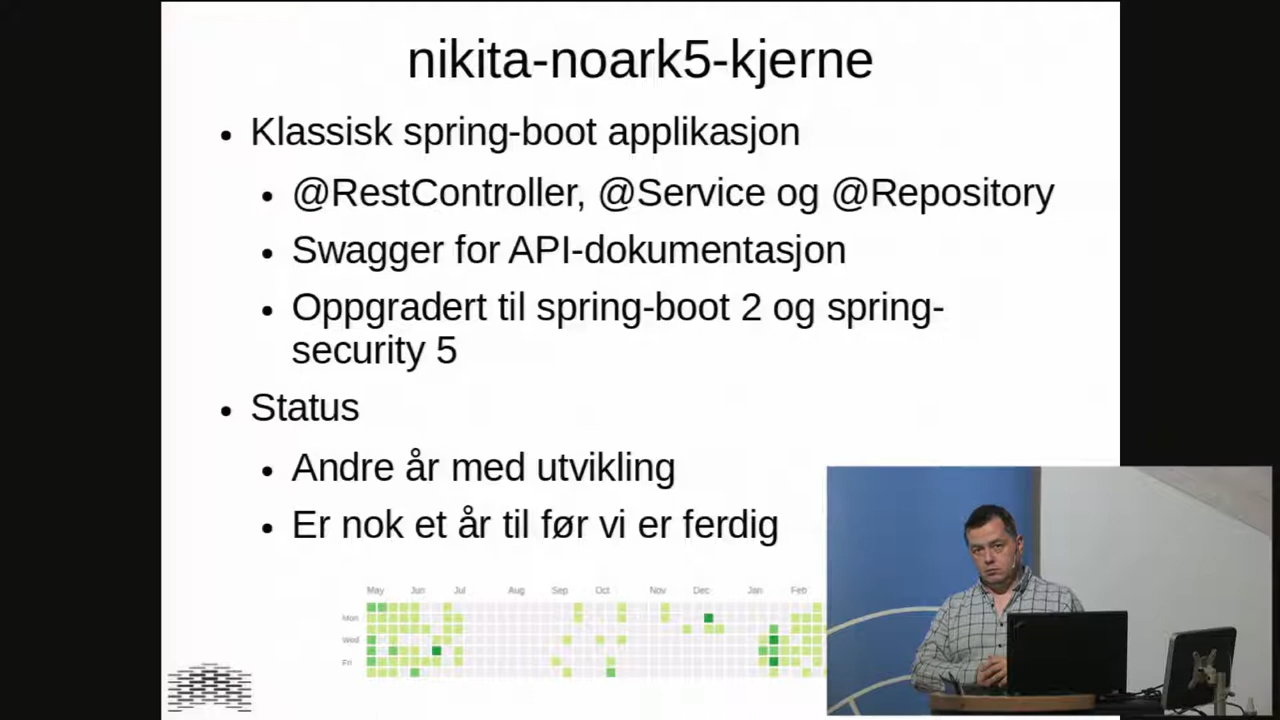 nikita-noark5-kjerne
Klassisk spring-boot applikasjon
@RestController, @Service og @Repository
Swagger for API-dokumentasjon
Oppgradert til spring-boot 2 og spring-
security 5
Status
Andre år med utvikling
Er nok et år til før vi er ferdig
May Jun Jul Aug Sep Oct Nov Dec Jan Feb
Mon
Wed
Fri